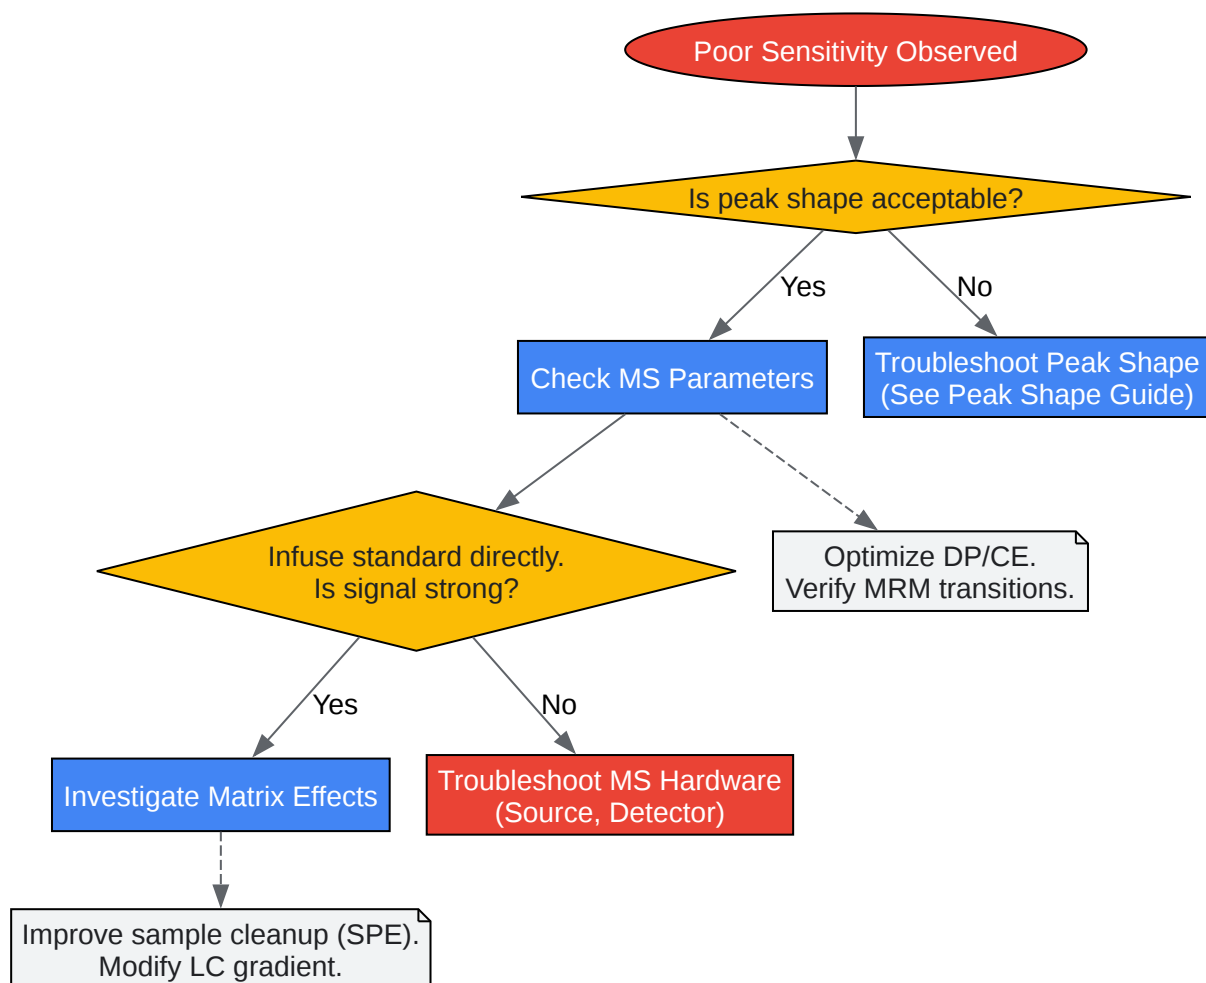 Poor Sensitivity Observed
Is peak shape acceptable?
Yes
No
Check MS Parameters
Troubleshoot Peak Shape
(See Peak Shape Guide)
Infuse standard directly.
Is signal strong?
Optimize DP/CE.
Verify MRM transitions.
Yes
No
Investigate Matrix Effects
Troubleshoot MS Hardware
(Source, Detector)
Improve sample cleanup (SPE).
Modify LC gradient.